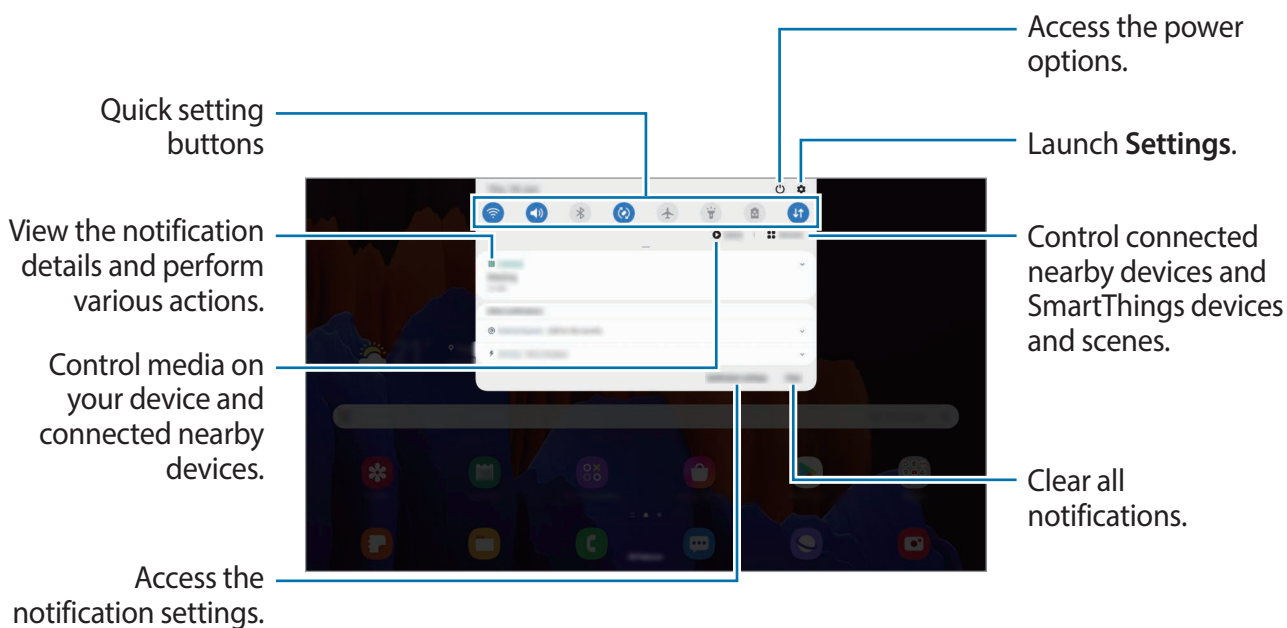 Access the power
options.
Quick setting
buttons
Launch Settings.
View the notification
details and perform
various actions.
Control connected
nearby devices and
SmartThings devices
and scenes.
Control media on
your device and
connected nearby
devices.
Clear all
notifications.
Access the
notification settings.